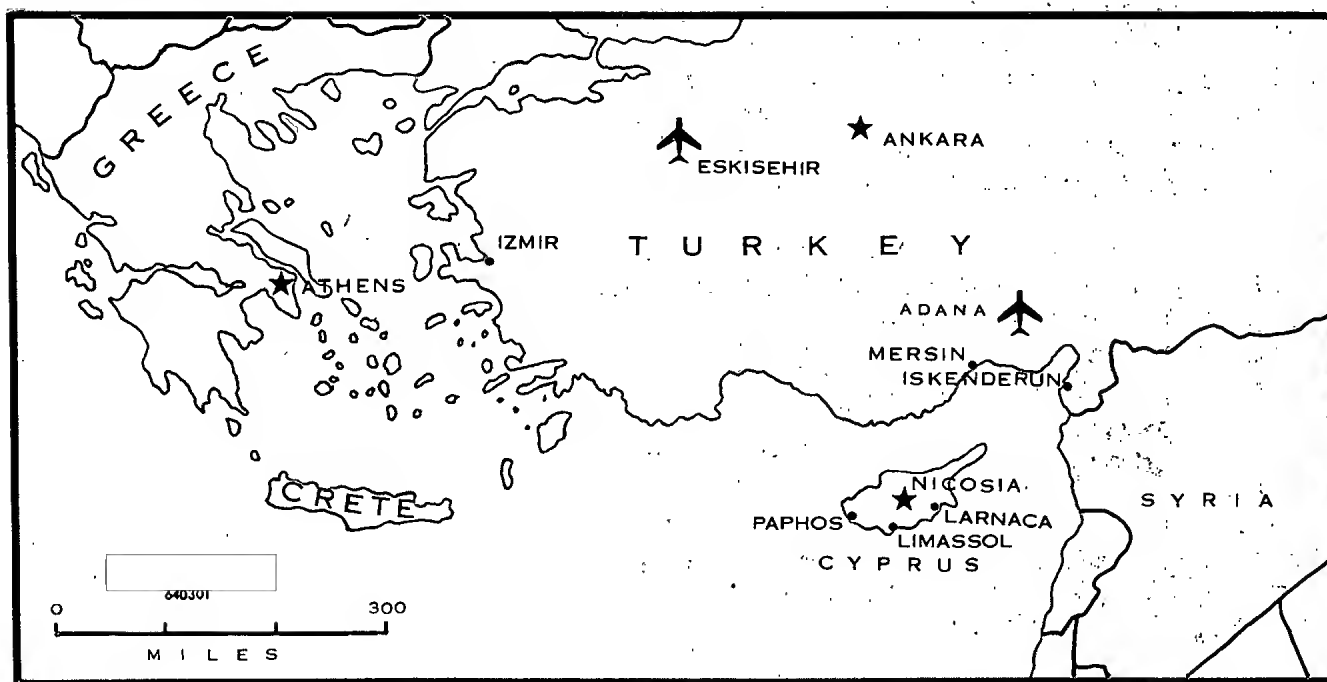 GREECE
ESKISEHIR
ANKARA
IZMIR
TURKEY
ATHENS
ADANA
MERSIN
ISKENDERUN
CRETE
NICOSIA
SYRIA
PAPHOS
LARNACA
LIMASSOL
CYPRUS
640301
0 300
MILES